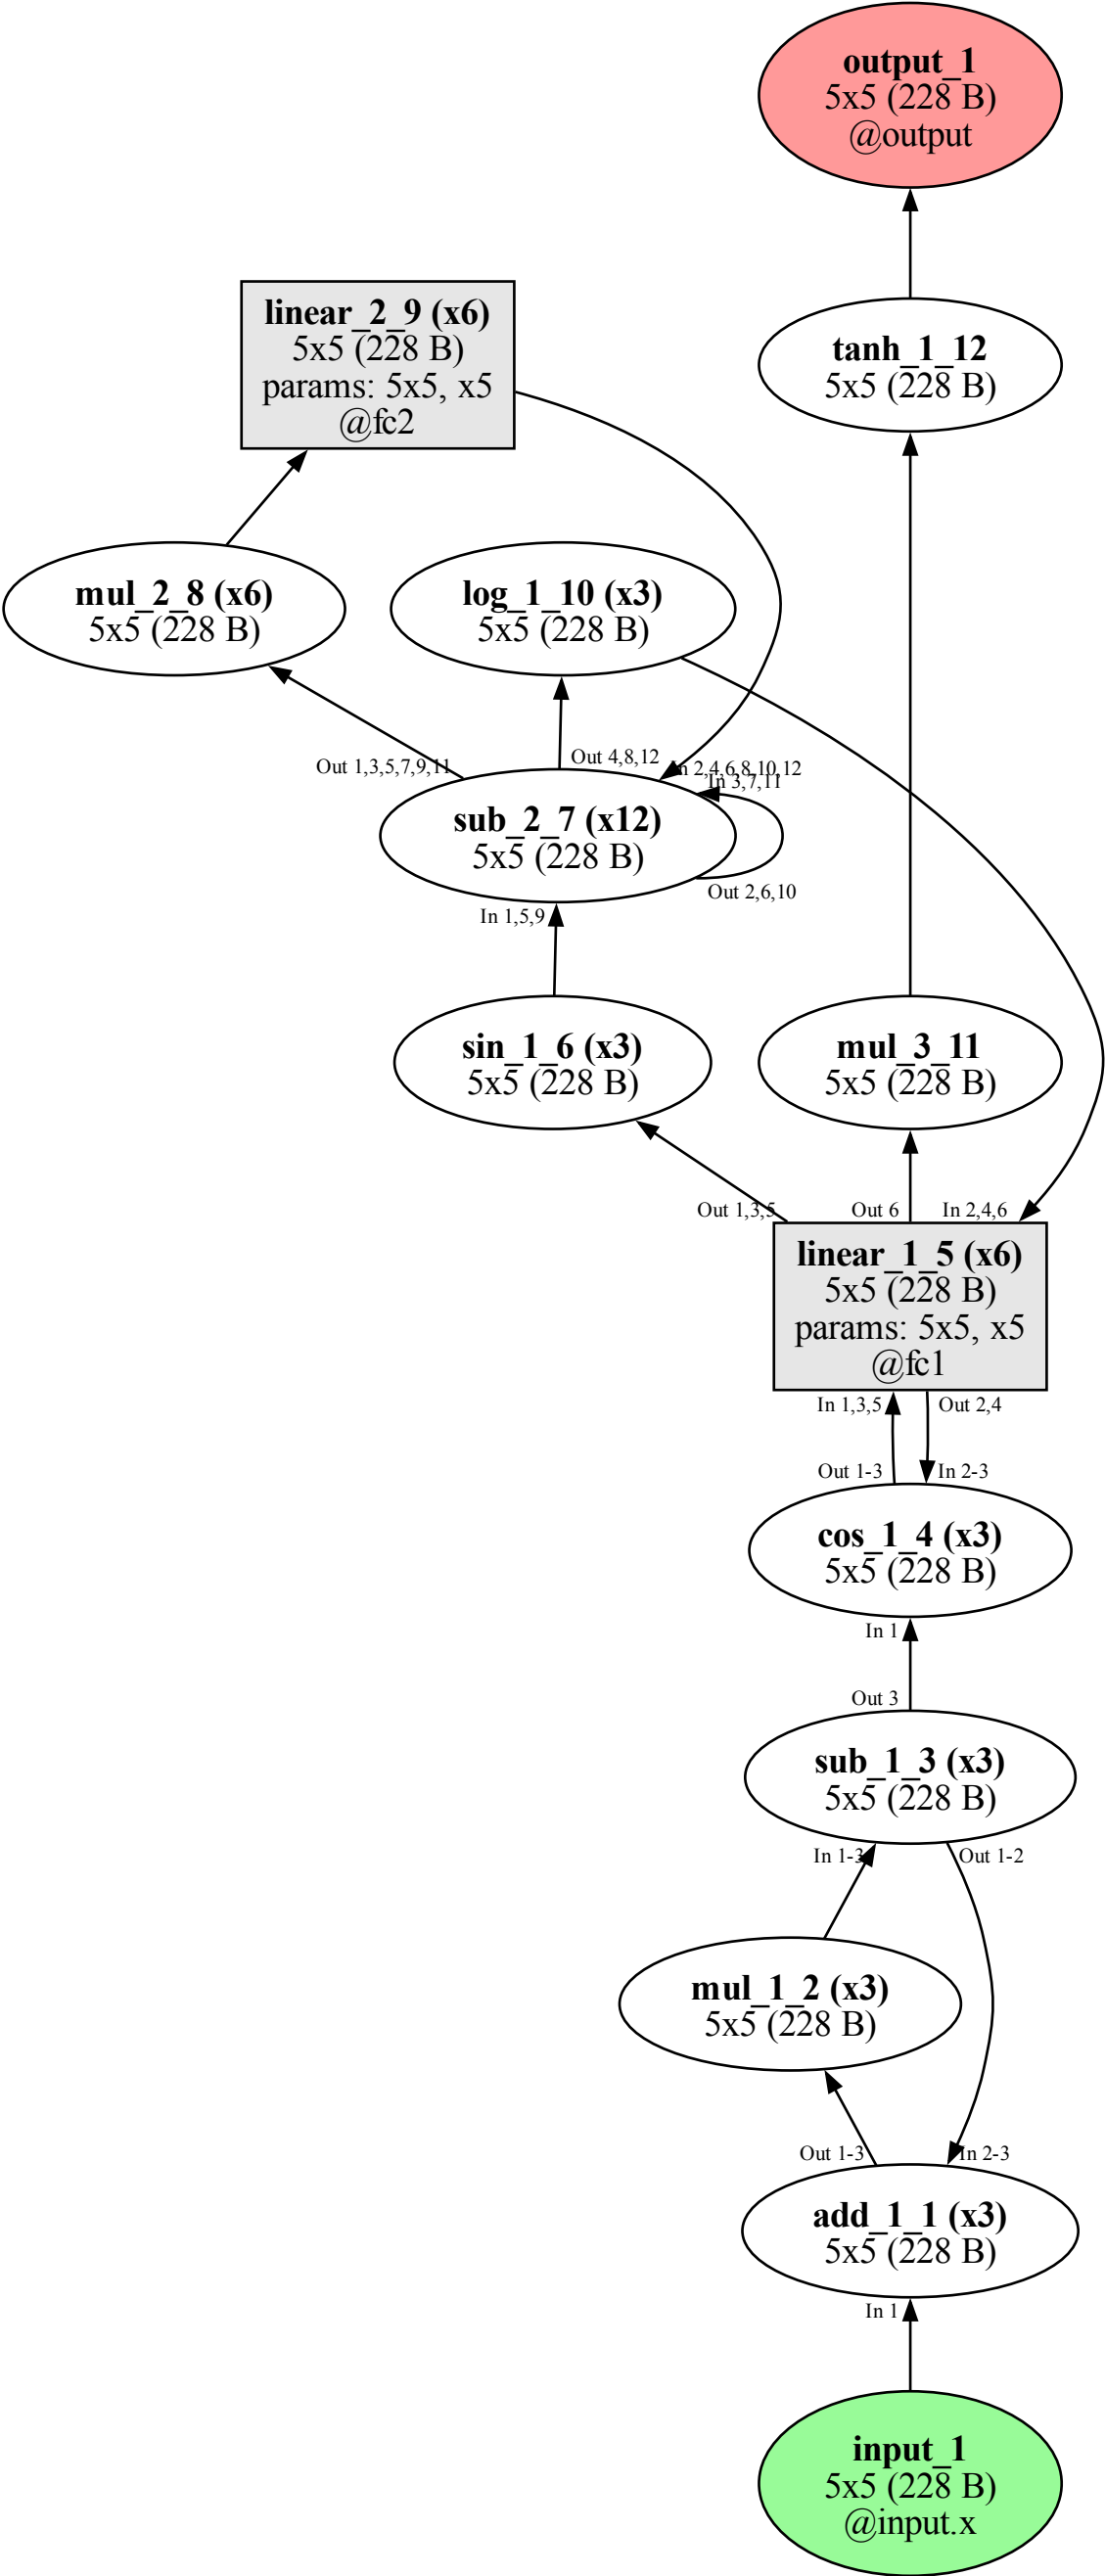 output_1
5x5 (228 B)
@output
linear_2_9 (x6)
5x5 (228 B)
params: 5x5, x5
@fc2
tanh_1_12
5x5 (228 B)
mul_2_8 (x6)
5x5 (228 B)
log_1_10 (x3)
5x5 (228 B)
Out 1,3,5,7,9,11
Out 4,8,12
In 2,4,6,8,10,12
In 3,7,11
sub_2_7 (x12)
5x5 (228 B)
Out 2,6,10
In 1,5,9
sin_1_6 (x3)
5x5 (228 B)
mul_3_11
5x5 (228 B)
Out 1,3,5
Out 6
In 2,4,6
linear_1_5 (x6)
5x5 (228 B)
params: 5x5, x5
@fc1
In 1,3,5
Out 2,4
Out 1-3
In 2-3
cos_1_4 (x3)
5x5 (228 B)
In 1
Out 3
sub_1_3 (x3)
5x5 (228 B)
In 1-3
Out 1-2
mul_1_2 (x3)
5x5 (228 B)
Out 1-3
In 2-3
add_1_1 (x3)
5x5 (228 B)
In 1
input_1
5x5 (228 B)
@input.x